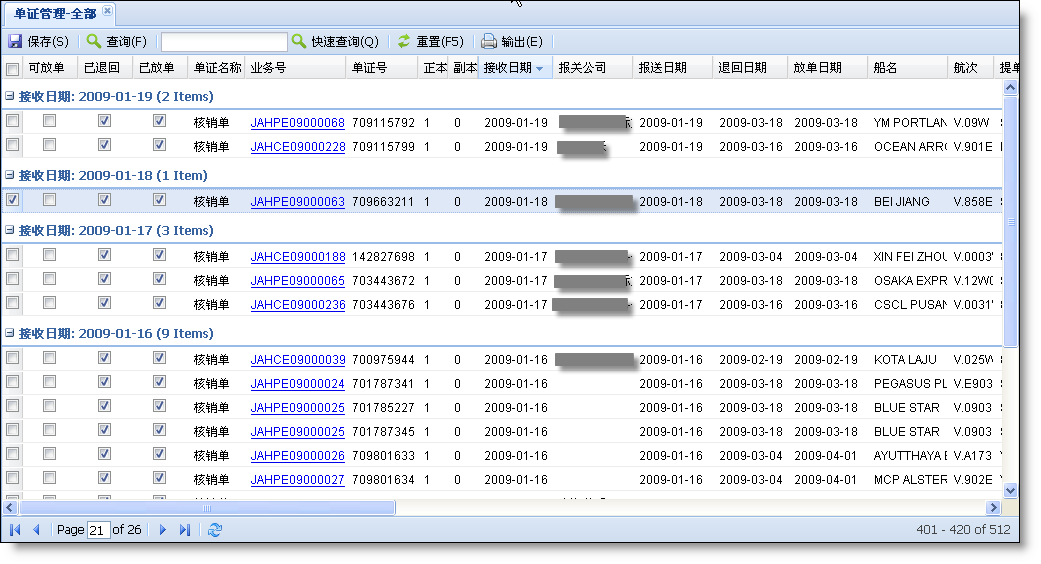 单证管理-全部
保存(S) 查询(F) 快速查询(Q) 重置(F5) 输出(E)
可放单 已退回 已放单 单证名称 业务号 单证号 正本 副本 接收日期 报关公司 报送日期 退回日期 放单日期 船名 航次 提单
接收日期: 2009-01-19 (2 Items)
核销单 JAHPE09000068 709115792 1 0 2009-01-19 2009-01-19 2009-03-18 2009-03-18 YM PORTLAN V.09W
核销单 JAHCE09000228 709115799 1 0 2009-01-19 2009-01-19 2009-03-16 2009-03-16 OCEAN ARRC V.901E
接收日期: 2009-01-18 (1 Item)
核销单 JAHPE09000063 709663211 1 0 2009-01-18 2009-01-18 2009-03-18 2009-03-18 BEI JIANG V.858E
接收日期: 2009-01-17 (3 Items)
核销单 JAHCE09000188 142827698 1 0 2009-01-17 2009-01-17 2009-03-04 2009-03-04 XIN FEI ZHOU V.0003
核销单 JAHPE09000065 703443672 1 0 2009-01-17 2009-01-17 2009-03-18 2009-03-18 OSAKA EXPR V.12W
核销单 JAHCE09000236 703443676 1 0 2009-01-17 2009-01-17 2009-03-16 2009-03-16 CSCL PUSAN V.0031
接收日期: 2009-01-16 (9 Items)
核销单 JAHCE09000039 700975944 1 0 2009-01-16 2009-01-16 2009-02-19 2009-02-19 KOTA LAJU V.025W
核销单 JAHPE09000024 701787341 1 0 2009-01-16 2009-01-16 2009-03-18 2009-03-18 PEGASUS PL V.E903
核销单 JAHPE09000025 701785227 1 0 2009-01-16 2009-01-16 2009-03-18 2009-03-18 BLUE STAR V.0903
核销单 JAHPE09000025 701787345 1 0 2009-01-16 2009-01-16 2009-03-18 2009-03-18 BLUE STAR V.0903
核销单 JAHPE09000026 709801633 1 0 2009-01-16 2009-01-16 2009-03-04 2009-04-01 AYUTTHAYA V.A173
核销单 JAHPE09000027 709801634 1 0 2009-01-16 2009-01-16 2009-03-04 2009-04-01 MCP ALSTER V.902E
Page 21 of 26 401 - 420 of 512